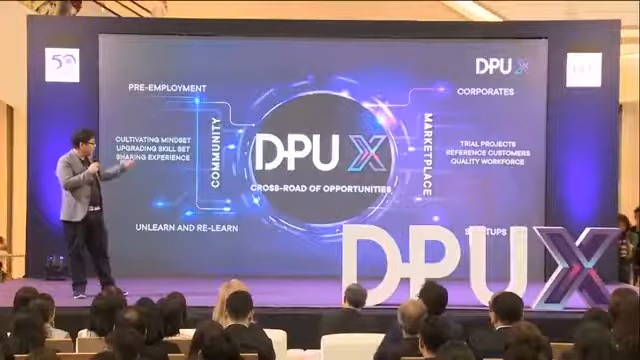 50
DPU X
PRE-EMPLOYMENT
CORPORATES
CULTIVATING MINDSET
UPGRADING SKILL SET
SHARING EXPERIENCE
COMMUNITY
DPU X
CROSS-ROAD OF OPPORTUNITIES
MARKETPLACE
TRIAL PROJECTS
REFERENCE CUSTOMERS
QUALITY WORKFORCE
UNLEARN AND RE-LEARN
DPU X